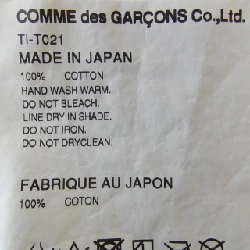 COMME des GARÇONS Co.,Ltd.
TI-T021
MADE IN JAPAN
100% COTTON
HAND WASH WARM.
DO NOT BLEACH.
LINE DRY IN SHADE.
DO NOT IRON.
DO NOT DRYCLEAN.
FABRIQUE AU JAPON
100% COTON